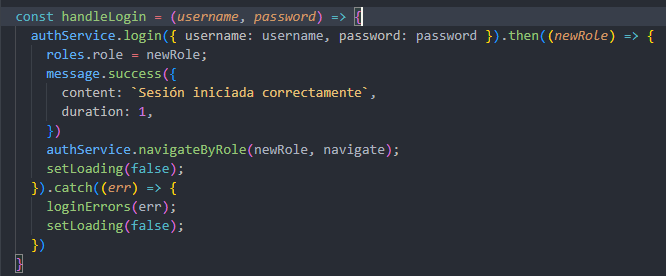 const handleLogin = (username, password) => {
authService.login({ username: username, password: password }).then((newRole) => {
roles.role = newRole;
message.success({
content: `Sesión iniciada correctamente`,
duration: 1,
})
authService.navigateByRole(newRole, navigate);
setLoading(false);
}).catch((err) => {
loginErrors(err);
setLoading(false);
})
}